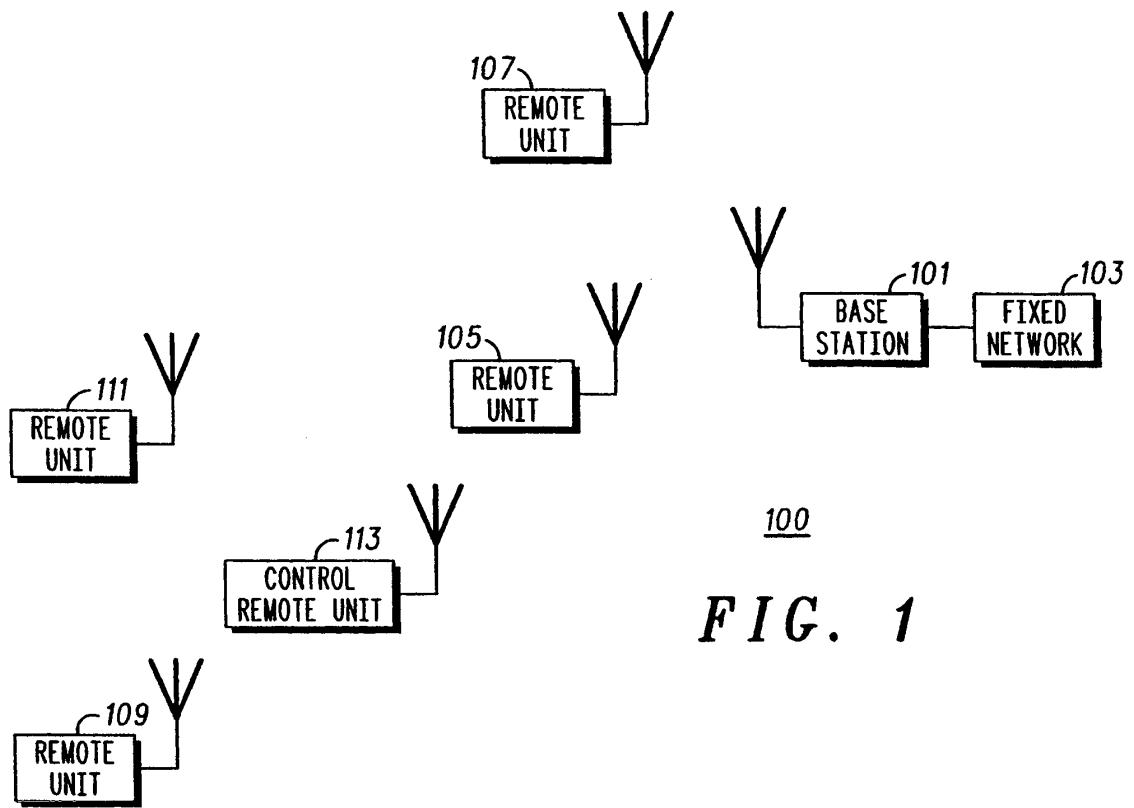 107
REMOTE
UNIT
101
BASE
STATION
103
FIXED
NETWORK
105
REMOTE
UNIT
111
REMOTE
UNIT
113
CONTROL
REMOTE UNIT
100
FIG. 1
109
REMOTE
UNIT